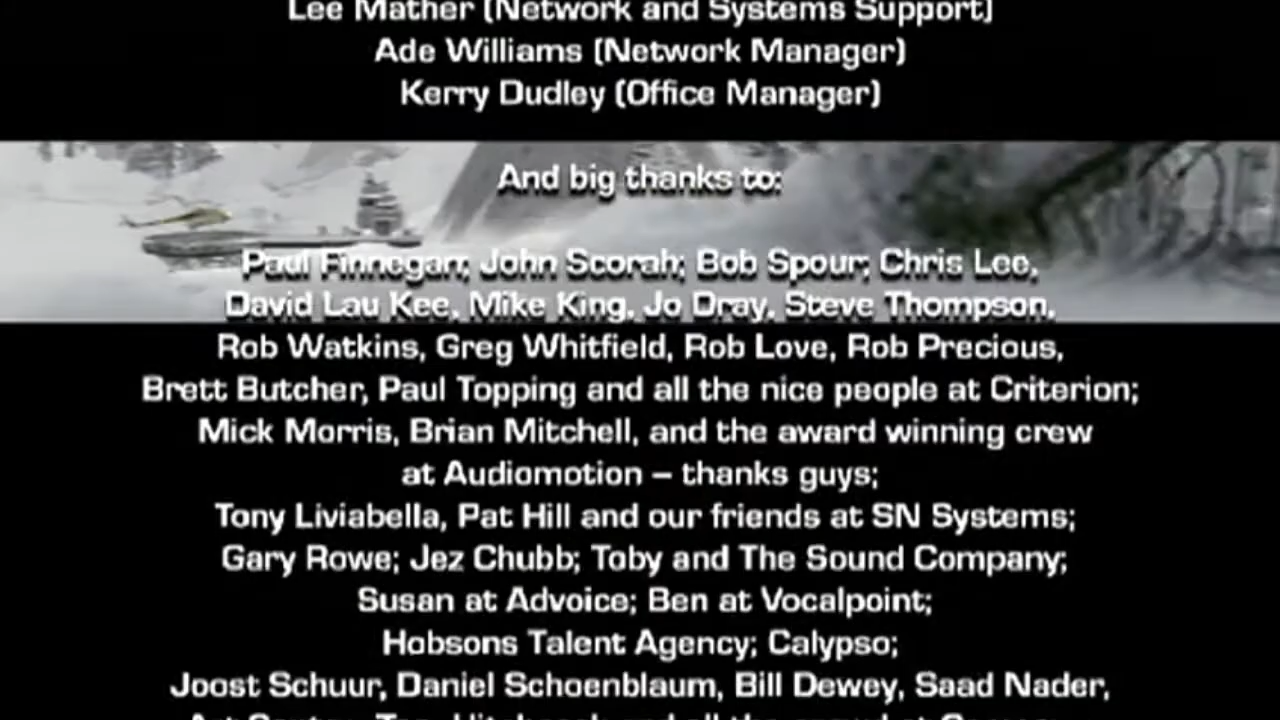 Lee Mather (Network and Systems Support)
Ade Williams (Network Manager)
Kerry Dudley (Office Manager)
And big thanks to:
Paul Finnegan; John Scorah; Bob Spour; Chris Lee,
David Lau Kee, Mike King, Jo Dray, Steve Thompson,
Rob Watkins, Greg Whitfield, Rob Love, Rob Precious,
Brett Butcher, Paul Topping and all the nice people at Criterion;
Mick Morris, Brian Mitchell, and the award winning crew
at Audiomotion – thanks guys;
Tony Liviabella, Pat Hill and our friends at SN Systems;
Gary Rowe; Jez Chubb; Toby and The Sound Company;
Susan at Advoice; Ben at Vocalpoint;
Hobsons Talent Agency; Calypso;
Joost Schuur, Daniel Schoenblaum, Bill Dewey, Saad Nader,